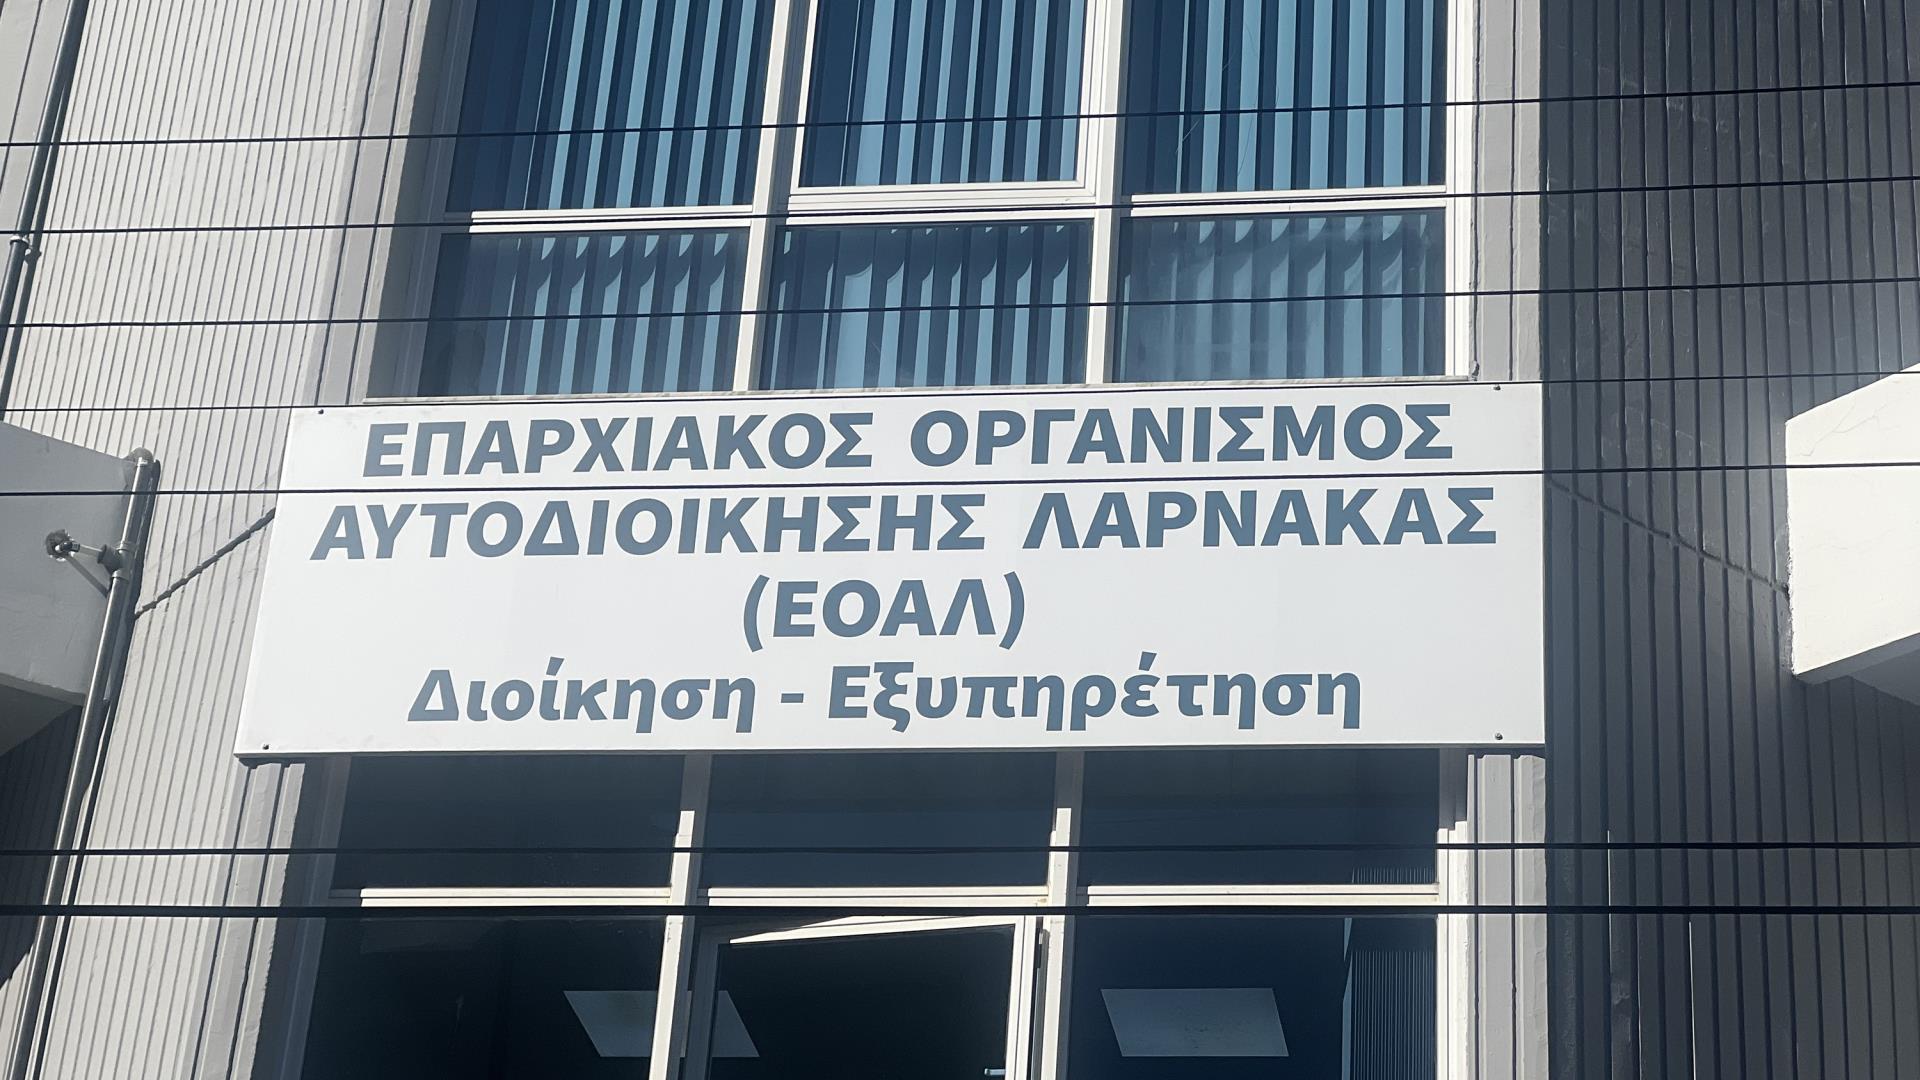 ΕΠΑΡΧΙΑΚΟΣ ΟΡΓΑΝΙΣΜΟΣ
ΑΥΤΟΔΙΟΙΚΗΣΗΣ ΛΑΡΝΑΚΑΣ
(ΕΟΑΛ)
Διοίκηση - Εξυπηρέτηση